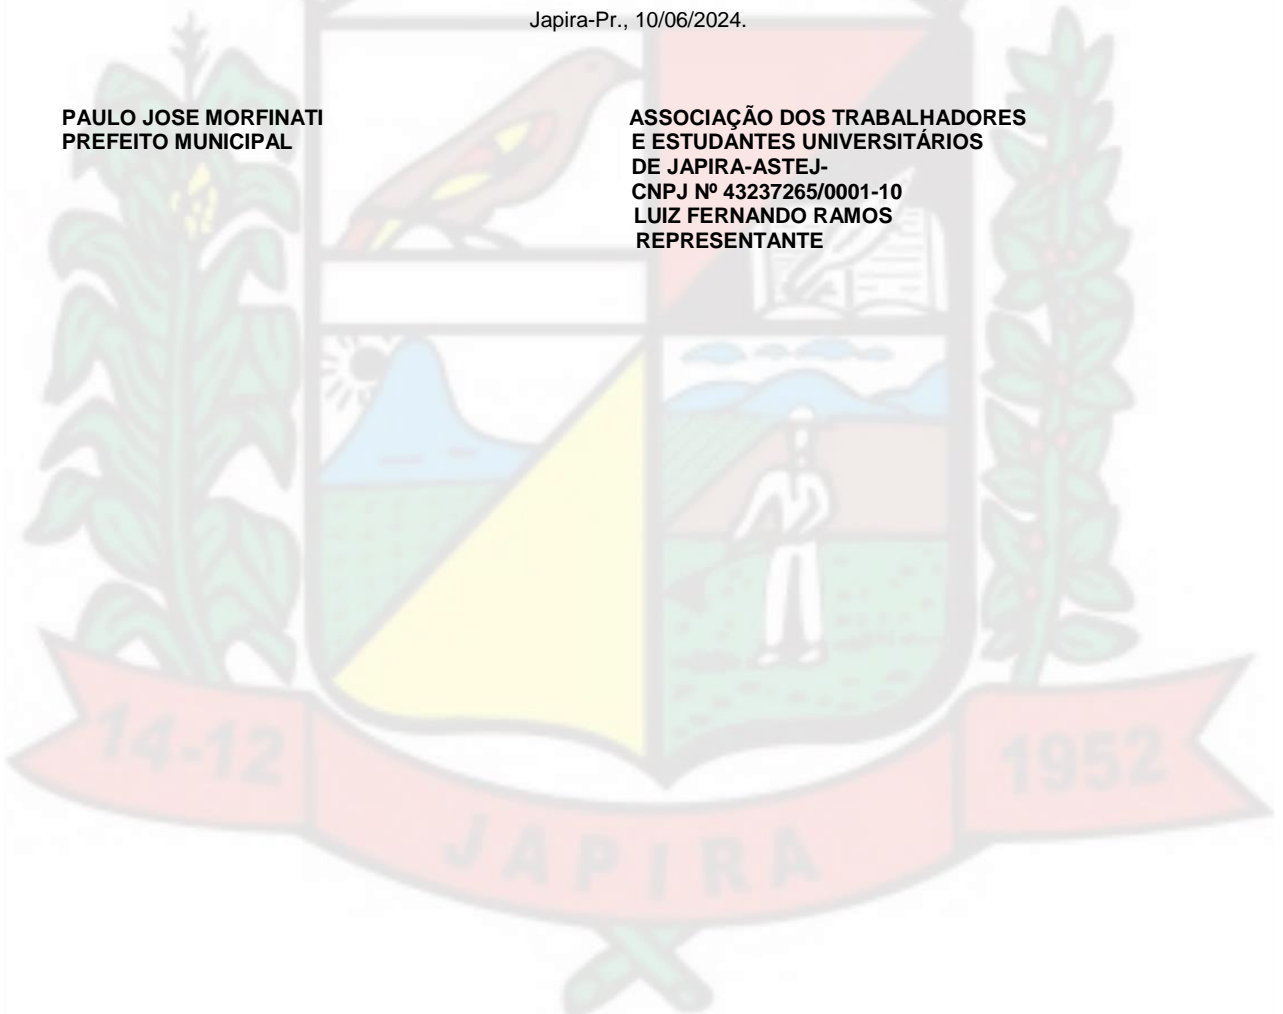 Japira-Pr., 10/06/2024.
PAULO JOSE MORFINATI
PREFEITO MUNICIPAL
ASSOCIAÇÃO DOS TRABALHADORES
E ESTUDANTES UNIVERSITÁRIOS
DE JAPIRA-ASTEJ-
CNPJ Nº 43237265/0001-10
LUIZ FERNANDO RAMOS
REPRESENTANTE
14-12
JAPIRA
1952